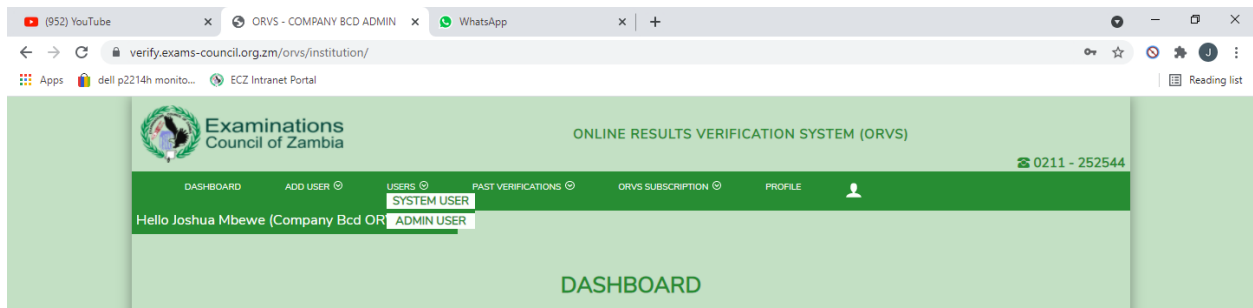 (952) YouTube
ORVS - COMPANY BCD ADMIN
WhatsApp
verify.exams-council.org.zm/orvs/institution/
J
Apps
dell p2214h monito...
ECZ Intranet Portal
Reading list
Examinations
Council of Zambia
ONLINE RESULTS VERIFICATION SYSTEM (ORVS)
0211 - 252544
DASHBOARD ADD USER USERS PAST VERIFICATIONS ORVS SUBSCRIPTION PROFILE
SYSTEM USER
Hello Joshua Mbewe (Company Bcd OR
ADMIN USER
DASHBOARD